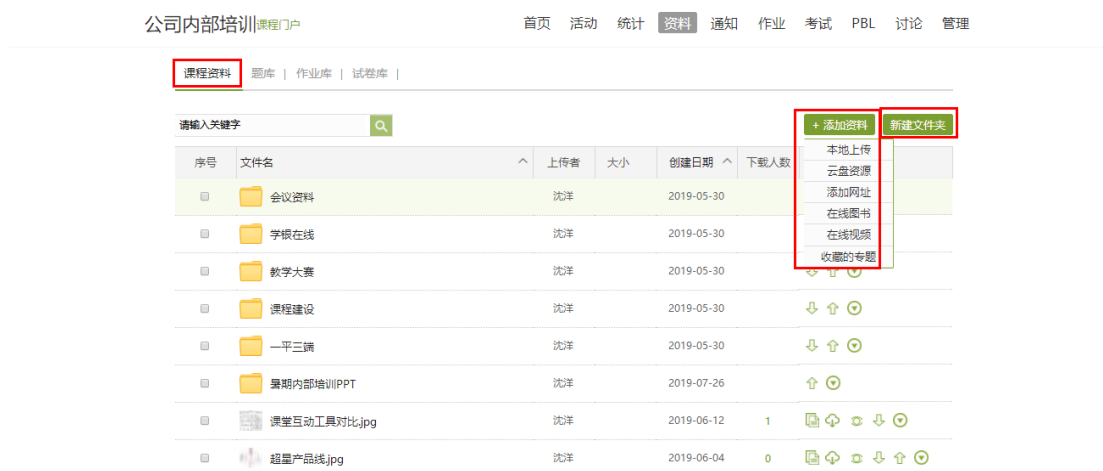 公司内部培训课程门户 首页 活动 统计 资料 通知 作业 考试 PBL 讨论 管理
课程资料 题库 | 作业库 | 试卷库 |
请输入关键字 + 添加资料 新建文件夹
序号 文件名 上传者 大小 创建日期 下载人数
本地上传
云盘资源
添加网址
在线图书
在线视频
收藏的专题
会议资料 沈洋 2019-05-30
学银在线 沈洋 2019-05-30
教学大赛 沈洋 2019-05-30
课程建设 沈洋 2019-05-30
一平三端 沈洋 2019-05-30
暑期内部培训PPT 沈洋 2019-07-26
课堂互动工具对比.jpg 沈洋 2019-06-12 1
超星产品线.jpg 沈洋 2019-06-04 0